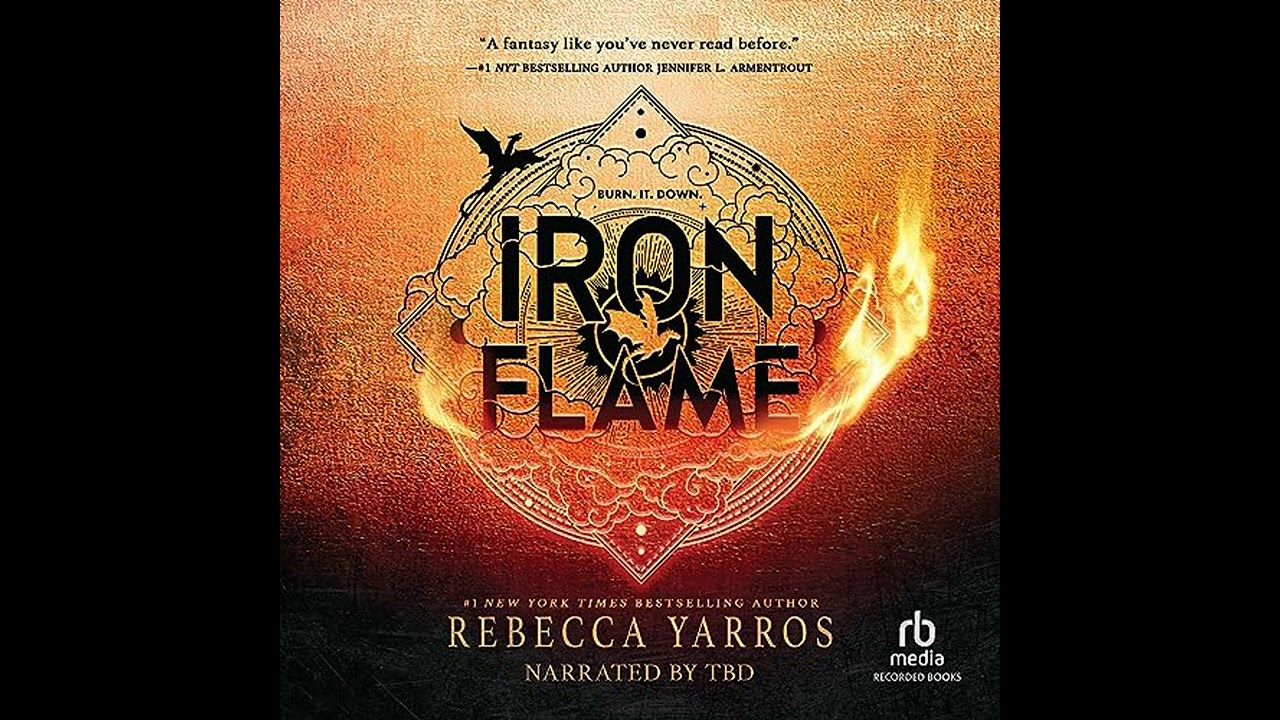 “A fantasy like you’ve never read before.”
—#1 NYT BESTSELLING AUTHOR JENNIFER L. ARMENTROUT
BURN. IT. DOWN.
IRON
FLAME
#1 NEW YORK TIMES BESTSELLING AUTHOR
REBECCA YARROS
NARRATED BY TBD
rb
media
RECORDED BOOKS